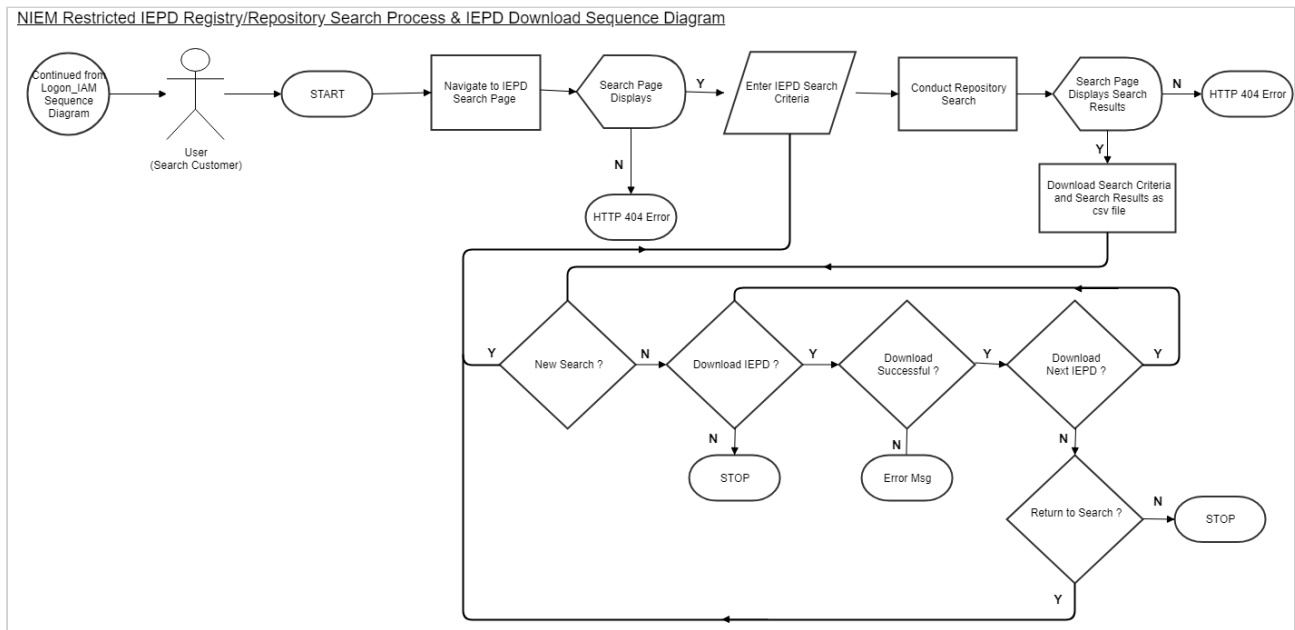 NIEM Restricted IEPD Registry/Repository Search Process & IEPD Download Sequence Diagram
Continued from
Logon_IAM
Sequence
Diagram
User
(Search Customer)
START
Navigate to IEPD
Search Page
Search Page
Displays
Y
N
HTTP 404 Error
Enter IEPD Search
Criteria
Conduct Repository
Search
Search Page
Displays Search
Results
N
HTTP 404 Error
Y
Download Search Criteria
and Search Results as
csv file
New Search ?
Y
N
Download IEPD ?
Y
N
STOP
Download
Successful ?
Y
N
Error Msg
Download
Next IEPD ?
Y
N
Return to Search ?
N
STOP
Y